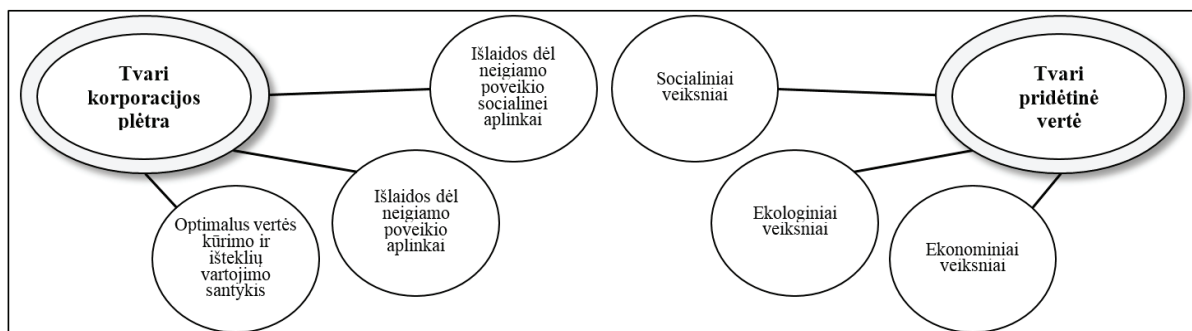 Tvari
korporacijos
plėtra
Išlaidos dėl
neigiamo
poveikio
socialinei
aplinkai
Išlaidos dėl
neigiamo
poveikio
aplinkai
Optimalus vertės
kūrimo ir
išteklių
vartojimo
santykis
Socialiniai
veiksniai
Tvari
pridėtinė
vertė
Ekologiniai
veiksniai
Ekonominiai
veiksniai